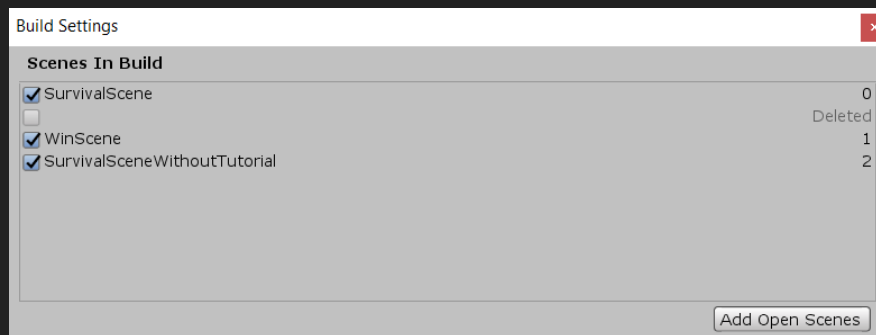 Build Settings
Scenes In Build
SurvivalScene 0
Deleted
WinScene 1
SurvivalSceneWithoutTutorial 2
Add Open Scenes